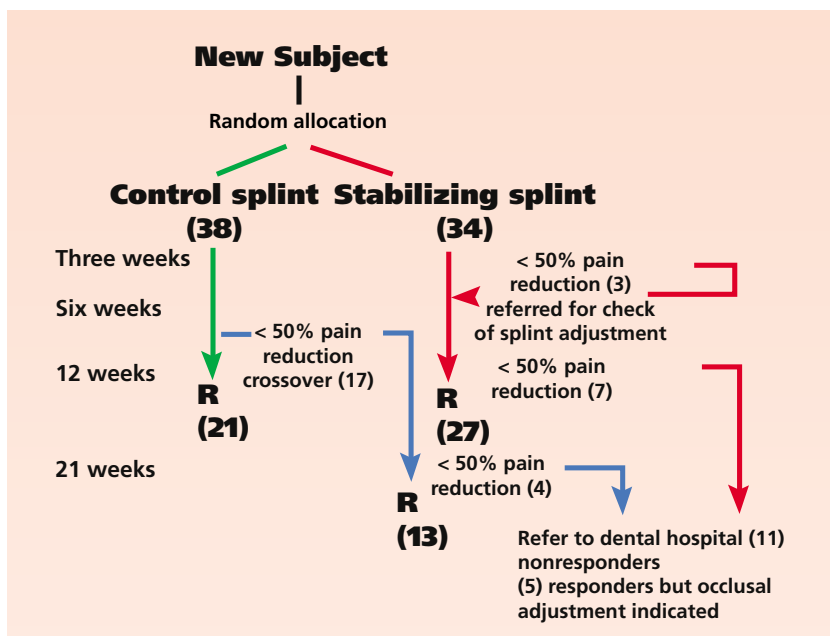 New Subject
Random allocation
Control splint
(38)
Stabilizing splint
(34)
Three weeks
< 50% pain
reduction (3)
referred for check
of splint adjustment
Six weeks
< 50% pain
reduction
crossover (17)
12 weeks
R
(21)
< 50% pain
reduction (7)
R
(27)
21 weeks
< 50% pain
reduction (4)
R
(13)
Refer to dental hospital (11)
nonresponders
(5) responders but occlusal
adjustment indicated